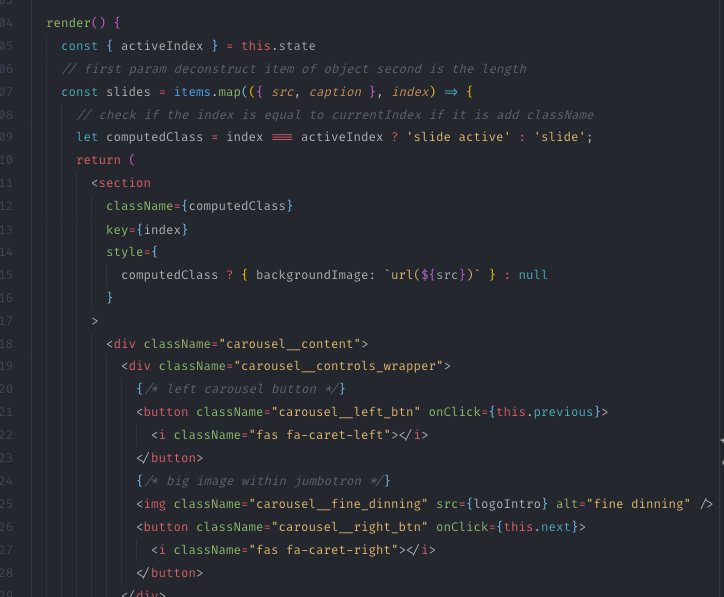 03
04 render() {
05 const { activeIndex } = this.state
06 // first param deconstruct item of object second is the length
07 const slides = items.map(({ src, caption }, index) => {
08 // check if the index is equal to currentIndex if it is add className
09 let computedClass = index === activeIndex ? 'slide active' : 'slide';
10 return (
11 <section
12 className={computedClass}
13 key={index}
14 style={
15 computedClass ? { backgroundImage: `url(${src})` } : null
16 }
17 >
18 <div className="carousel__content">
19 <div className="carousel__controls_wrapper">
20 {/* left carousel button */}
21 <button className="carousel__left_btn" onClick={this.previous}>
22 <i className="fas fa-caret-left"></i>
23 </button>
24 {/* big image within jumbotron */}
25 <img className="carousel__fine_dinning" src={logoIntro} alt="fine dinning" />
26 <button className="carousel__right_btn" onClick={this.next}>
27 <i className="fas fa-caret-right"></i>
28 </button>
29 </div>